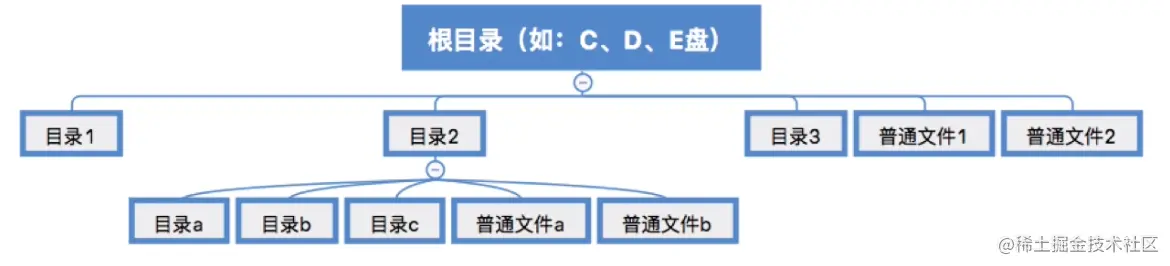 根目录（如：C、D、E盘）
目录1
目录2
目录3
普通文件1
普通文件2
目录a
目录b
目录c
普通文件a
普通文件b
@稀土掘金技术社区